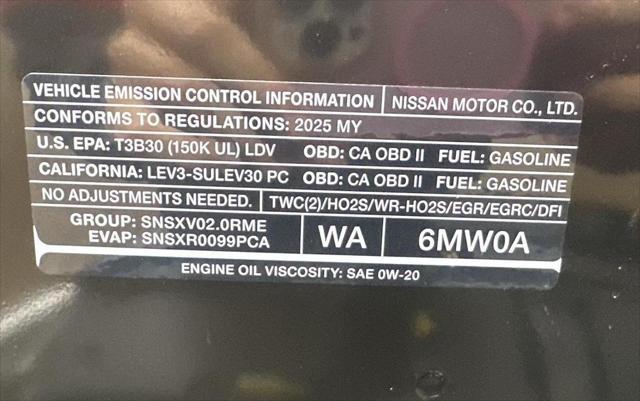 VEHICLE EMISSION CONTROL INFORMATION NISSAN MOTOR CO., LTD.
CONFORMS TO REGULATIONS: 2025 MY
U.S. EPA: T3B30 (150K UL) LDV OBD: CA OBD II FUEL: GASOLINE
CALIFORNIA: LEV3-SULEV30 PC OBD: CA OBD II FUEL: GASOLINE
NO ADJUSTMENTS NEEDED. TWC(2)/HO2S/WR-HO2S/EGR/EGRC/DFI
GROUP: SNSXV02.0RME
EVAP: SNSXR0099PCA
WA 6MW0A
ENGINE OIL VISCOSITY: SAE 0W-20